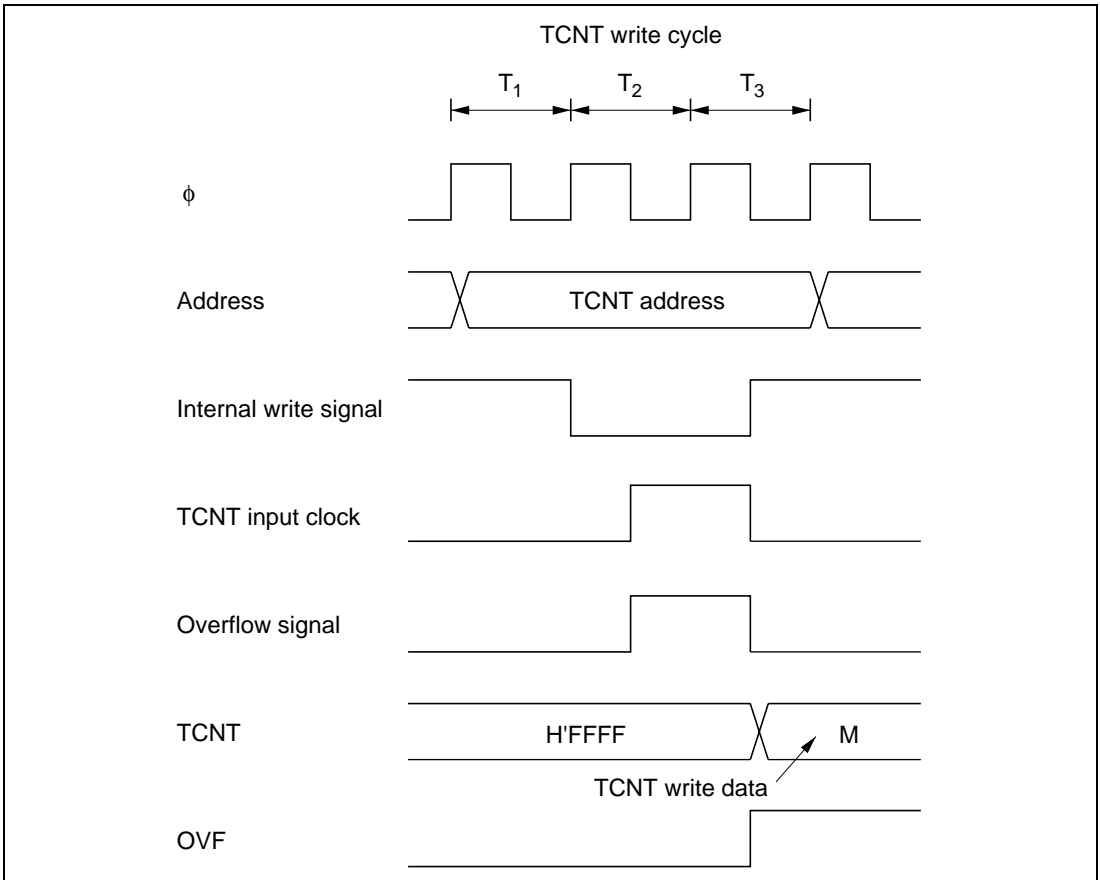 TCNT write cycle
T1 T2 T3
ϕ
Address
TCNT address
Internal write signal
TCNT input clock
Overflow signal
TCNT
H'FFFF
M
TCNT write data
OVF